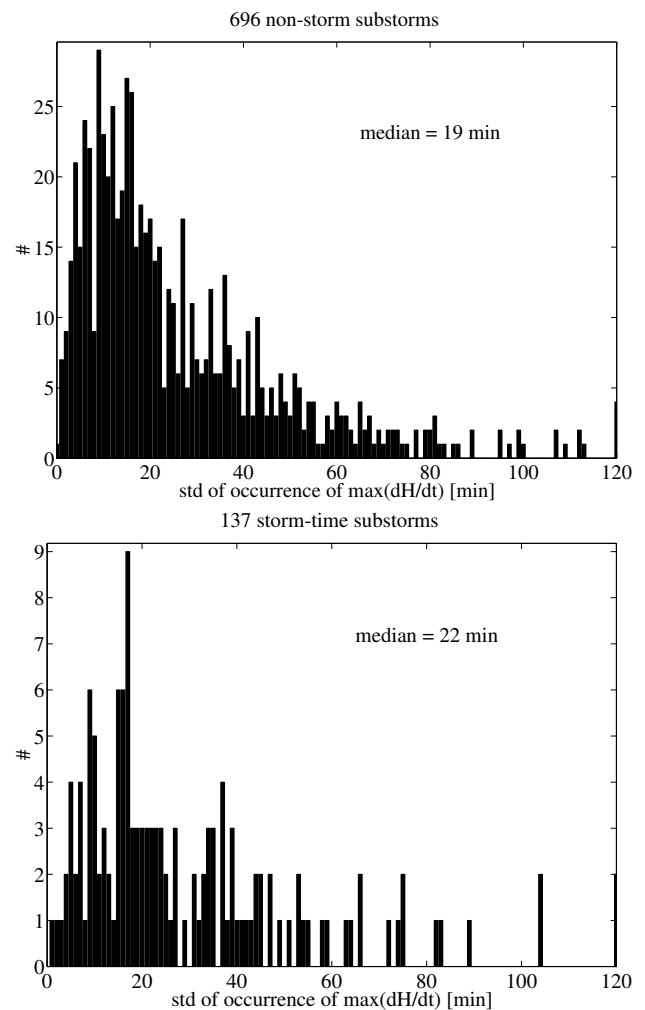 696 non-storm substorms
25
20
15
10
5
0
#
median = 19 min
0 20 40 60 80 100 120
std of occurrence of max(dH/dt) [min]
137 storm-time substorms
9
8
7
6
5
4
3
2
1
0
#
median = 22 min
0 20 40 60 80 100 120
std of occurrence of max(dH/dt) [min]